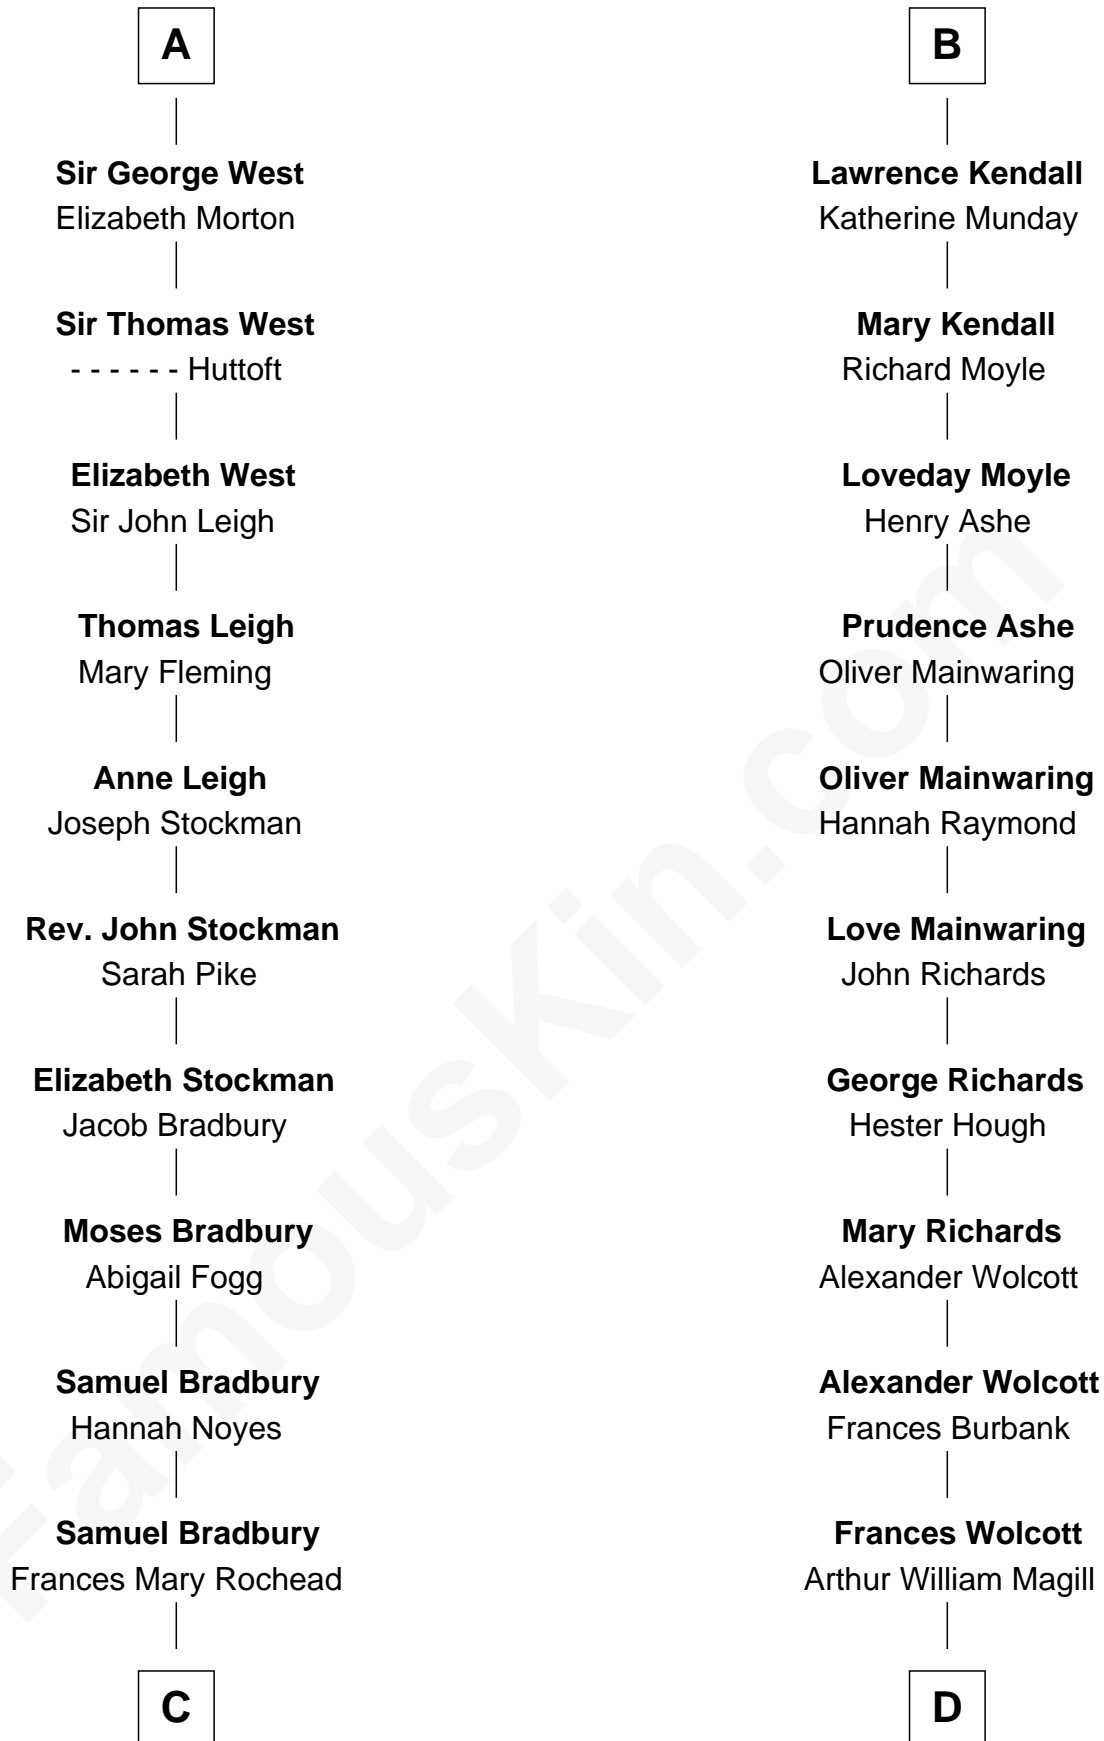 A
Sir George West
Elizabeth Morton
Sir Thomas West
- - - - - - Huttoft
Elizabeth West
Sir John Leigh
Thomas Leigh
Mary Fleming
Anne Leigh
Joseph Stockman
Rev. John Stockman
Sarah Pike
Elizabeth Stockman
Jacob Bradbury
Moses Bradbury
Abigail Fogg
Samuel Bradbury
Hannah Noyes
Samuel Bradbury
Frances Mary Rochead
C
B
Lawrence Kendall
Katherine Munday
Mary Kendall
Richard Moyle
Loveday Moyle
Henry Ashe
Prudence Ashe
Oliver Mainwaring
Oliver Mainwaring
Hannah Raymond
Love Mainwaring
John Richards
George Richards
Hester Hough
Mary Richards
Alexander Wolcott
Alexander Wolcott
Frances Burbank
Frances Wolcott
Arthur William Magill
D
FamousKin.com